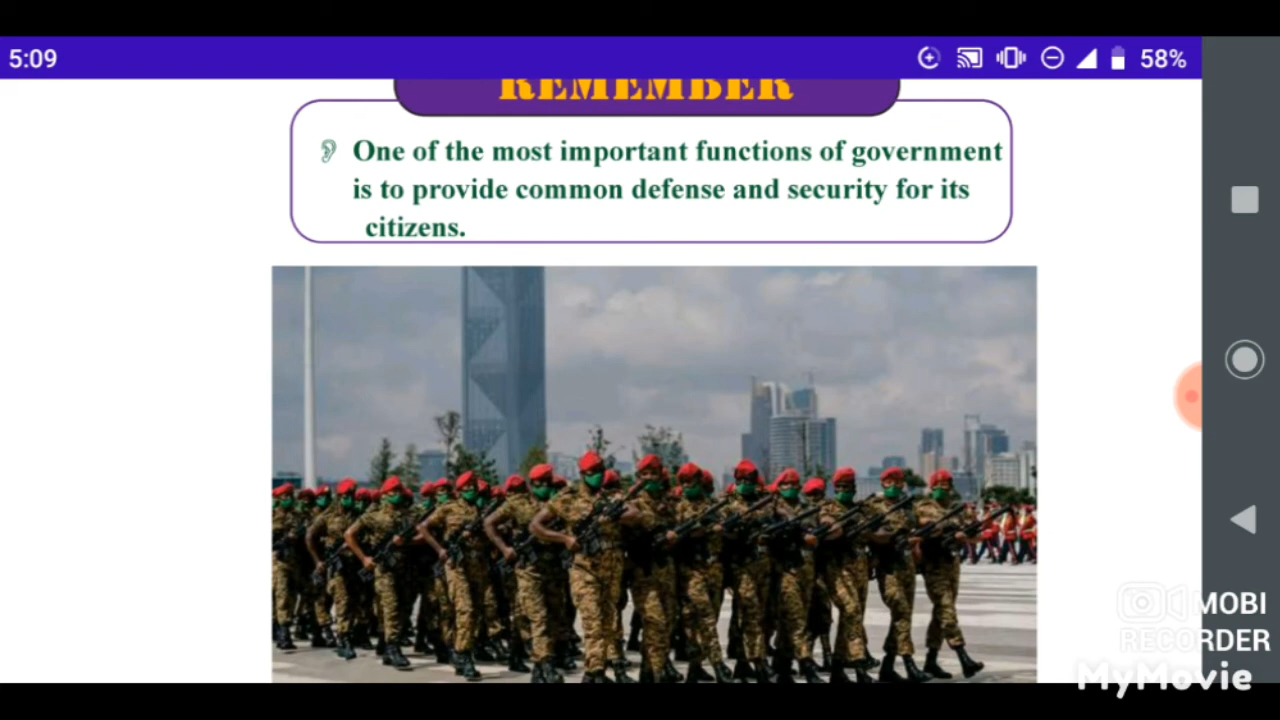 5:09
58%
REMEMBER
One of the most important functions of government
is to provide common defense and security for its
citizens.
MOBI
RECORDER
MyMovie